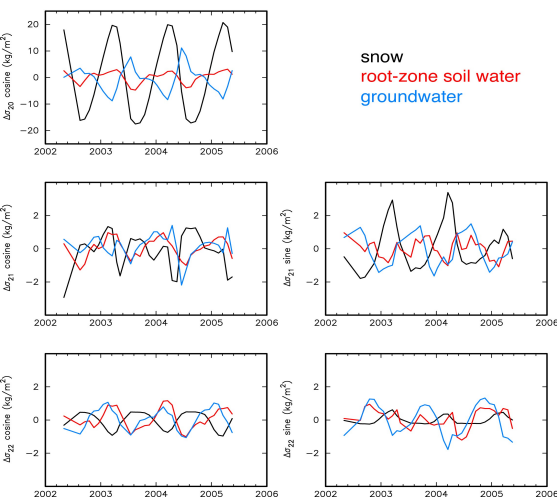 20
10
0
−10
−20
Δσ20 cosine (kg/m²)
2002 2003 2004 2005 2006
snow
root-zone soil water
groundwater
2
0
−2
Δσ21 cosine (kg/m²)
2002 2003 2004 2005 2006
2
0
−2
Δσ21 sine (kg/m²)
2002 2003 2004 2005 2006
2
0
−2
Δσ22 cosine (kg/m²)
2002 2003 2004 2005 2006
2
0
−2
Δσ22 sine (kg/m²)
2002 2003 2004 2005 2006